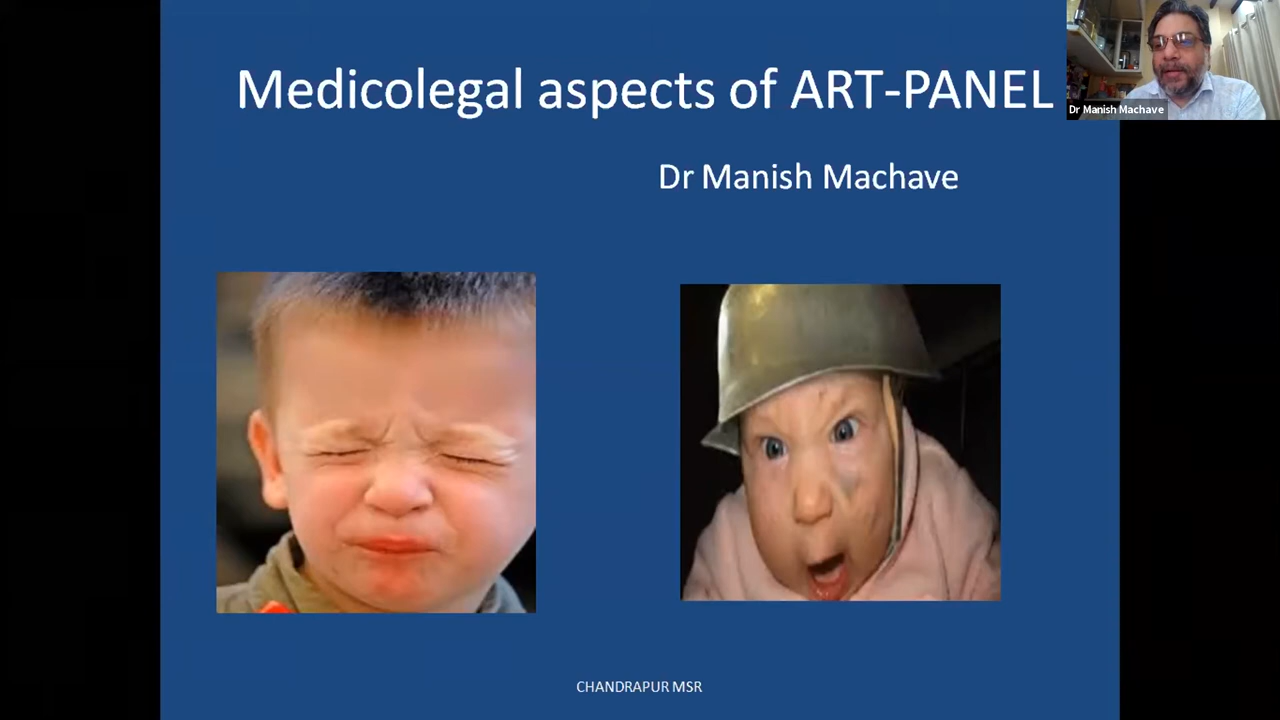 Medicolegal aspects of ART-PANEL
Dr Manish Machave
Dr Manish Machave
CHANDRAPUR MSR